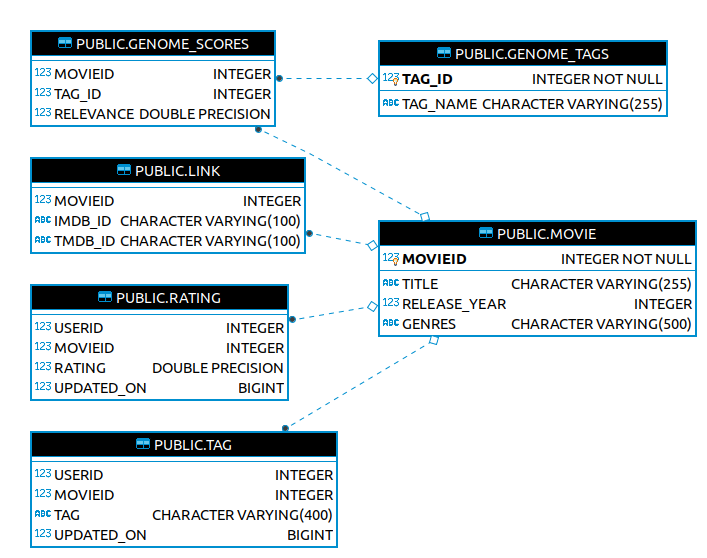 PUBLIC.GENOME_SCORES
123 MOVIEID INTEGER
123 TAG_ID INTEGER
123 RELEVANCE DOUBLE PRECISION
PUBLIC.GENOME_TAGS
123 TAG_ID INTEGER NOT NULL
ABC TAG_NAME CHARACTER VARYING(255)
PUBLIC.LINK
123 MOVIEID INTEGER
ABC IMDB_ID CHARACTER VARYING(100)
ABC TMDB_ID CHARACTER VARYING(100)
PUBLIC.MOVIE
123 MOVIEID INTEGER NOT NULL
ABC TITLE CHARACTER VARYING(255)
123 RELEASE_YEAR INTEGER
ABC GENRES CHARACTER VARYING(500)
PUBLIC.RATING
123 USERID INTEGER
123 MOVIEID INTEGER
123 RATING DOUBLE PRECISION
123 UPDATED_ON BIGINT
PUBLIC.TAG
123 USERID INTEGER
123 MOVIEID INTEGER
ABC TAG CHARACTER VARYING(400)
123 UPDATED_ON BIGINT